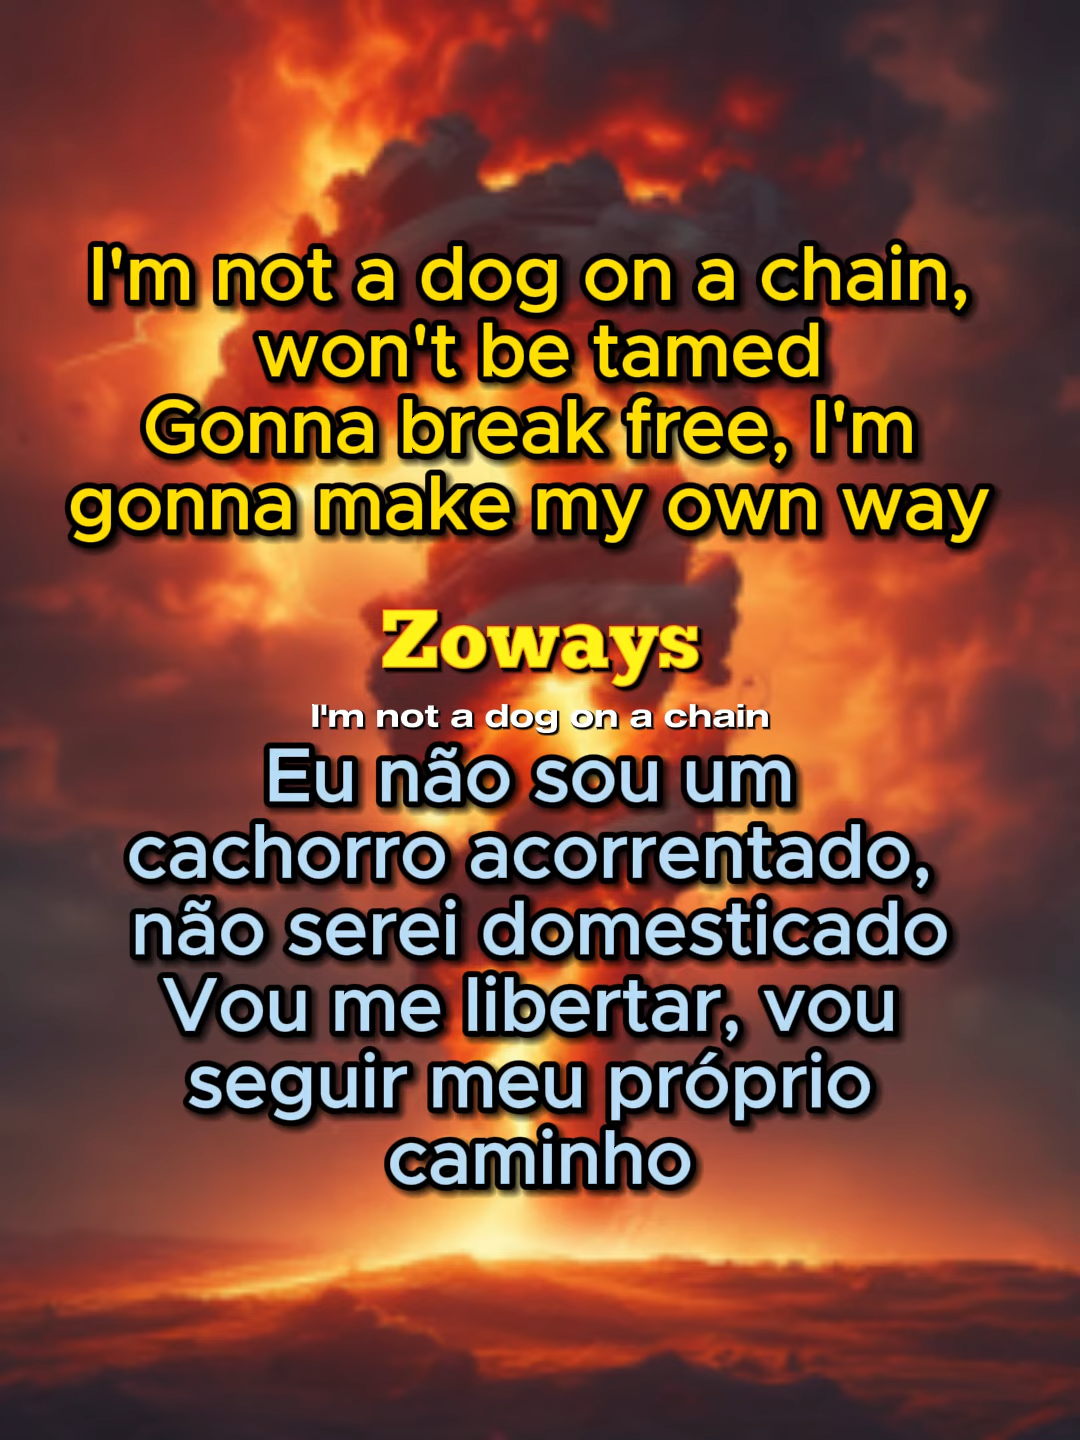 I'm not a dog on a chain,
won't be tamed
Gonna break free, I'm
gonna make my own way
Zoways
I'm not a dog on a chain
Eu não sou um
cachorro acorrentado,
não serei domesticado
Vou me libertar, vou
seguir meu próprio
caminho